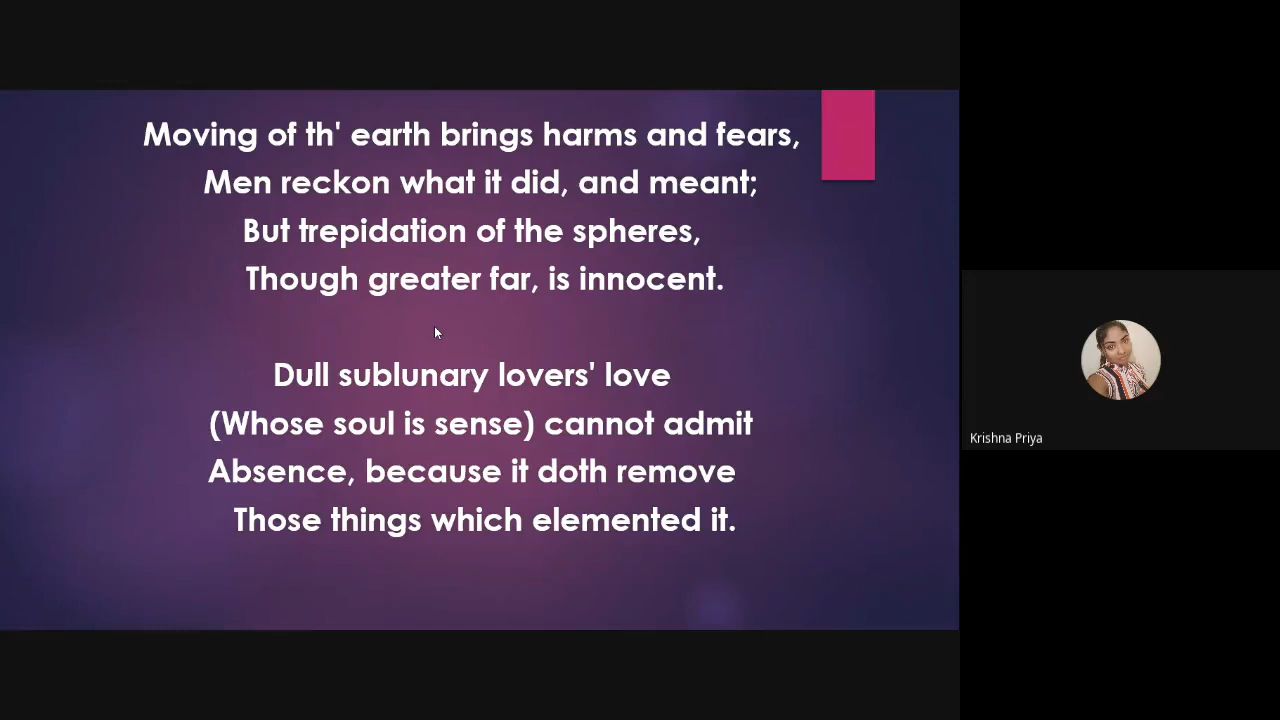 Moving of th' earth brings harms and fears,
Men reckon what it did, and meant;
But trepidation of the spheres,
Though greater far, is innocent.
Dull sublunary lovers' love
(Whose soul is sense) cannot admit
Absence, because it doth remove
Those things which elemented it.
Krishna Priya